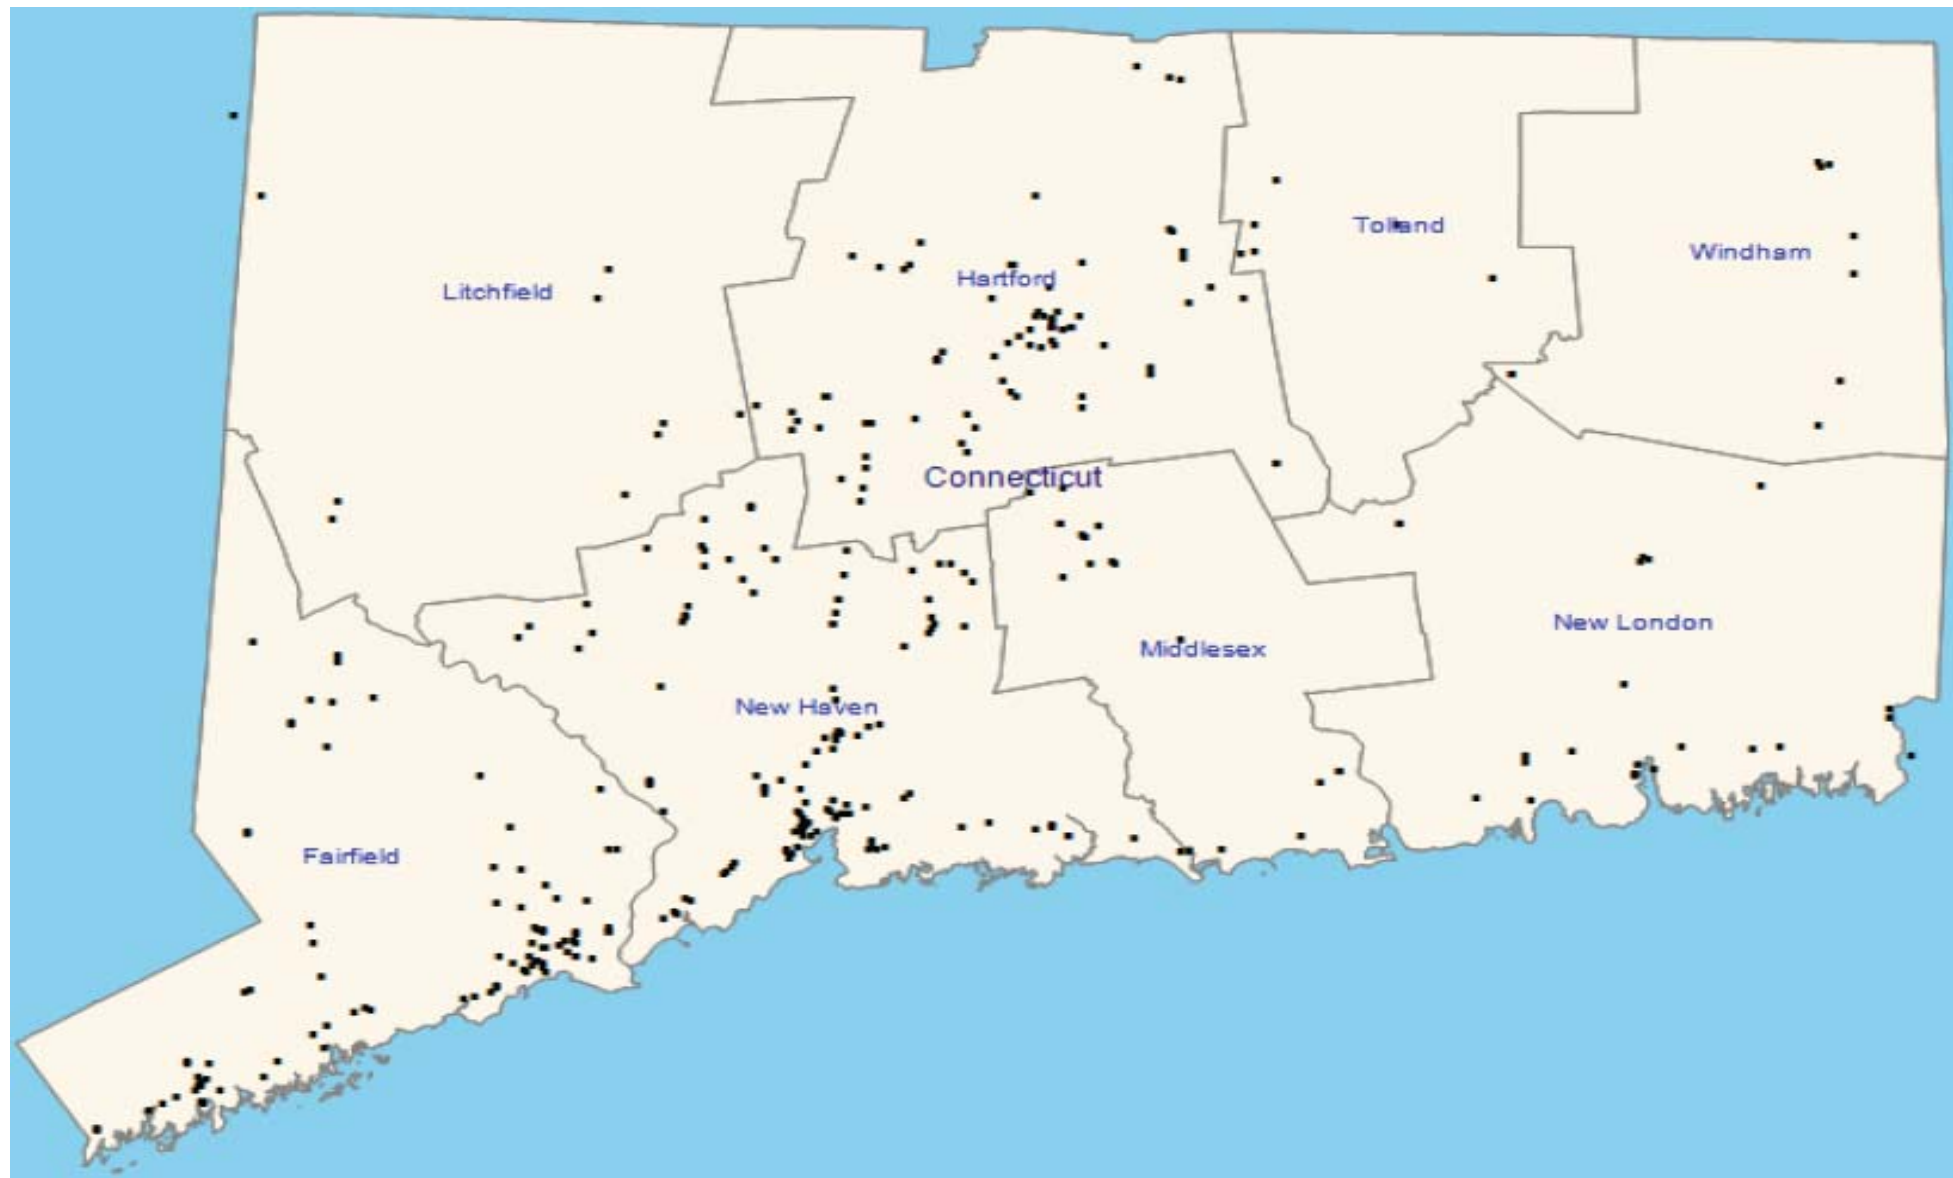 Tolland
Windham
Hartford
Litchfield
Connecticut
New London
Middlesex
New Haven
Fairfield